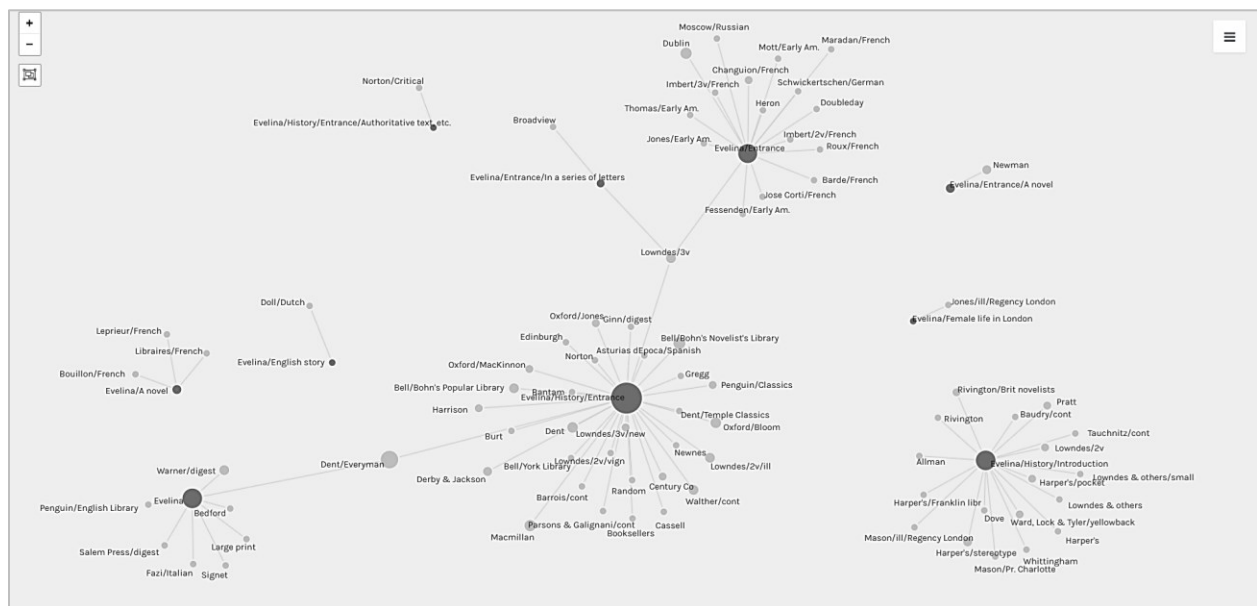 +
−
Moscow/Russian
Dublin
Mott/Early Am.
Maradan/French
Norton/Critical
Changuion/French
Imbert/3v/French
Schwickertschen/German
Evelina/History/Entrance/Authoritative text, etc.
Broadview
Thomas/Early Am.
Heron
Doubleday
Jones/Early Am.
Imbert/2v/French
Evelina/Entrance
Roux/French
Newman
Evelina/Entrance/In a series of letters
Barde/French
Evelina/Entrance/A novel
Jose Corti/French
Fessenden/Early Am.
Lowndes/3v
Doll/Dutch
Jones/ill/Regency London
Evelina/Female life in London
Leprieur/French
Libraires/French
Bouillon/French
Evelina/A novel
Evelina/English story
Oxford/Jones
Ginn/digest
Edinburgh
Bell/Bohn's Novelist's Library
Norton
Asturias dEpoca/Spanish
Oxford/MacKinnon
Gregg
Bell/Bohn's Popular Library
Bantam
Penguin/Classics
Evelina/History/Entrance
Harrison
Dent/Temple Classics
Oxford/Bloom
Burt
Dent
Lowndes/3v/new
Dent/Everyman
Lowndes/2v/vign
Newnes
Lowndes/2v/ill
Derby & Jackson
Bell/York Library
Barrois/cont
Random
Century Co
Walther/cont
Parsons & Galignani/cont
Cassell
Macmillan
Booksellers
Warner/digest
Evelina
Penguin/English Library
Bedford
Salem Press/digest
Large print
Fazi/Italian
Signet
Rivington/Brit novelists
Pratt
Rivington
Baudry/cont
Tauchnitz/cont
Lowndes/2v
Allman
Evelina/History/Introduction
Harper's/pocket
Lowndes & others/small
Harper's/Franklin libr
Lowndes & others
Dove
Ward, Lock & Tyler/yellowback
Mason/ill/Regency London
Harper's
Harper's/stereotype
Whittingham
Mason/Pr. Charlotte